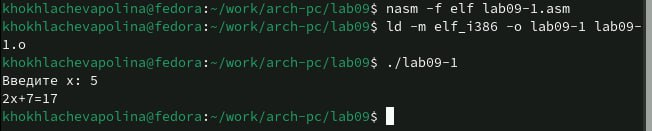 khokhlachevapolina@fedora:~/work/arch-pc/lab09$ nasm -f elf lab09-1.asm
khokhlachevapolina@fedora:~/work/arch-pc/lab09$ ld -m elf_i386 -o lab09-1 lab09-
1.o
khokhlachevapolina@fedora:~/work/arch-pc/lab09$ ./lab09-1
Введите x: 5
2x+7=17
khokhlachevapolina@fedora:~/work/arch-pc/lab09$